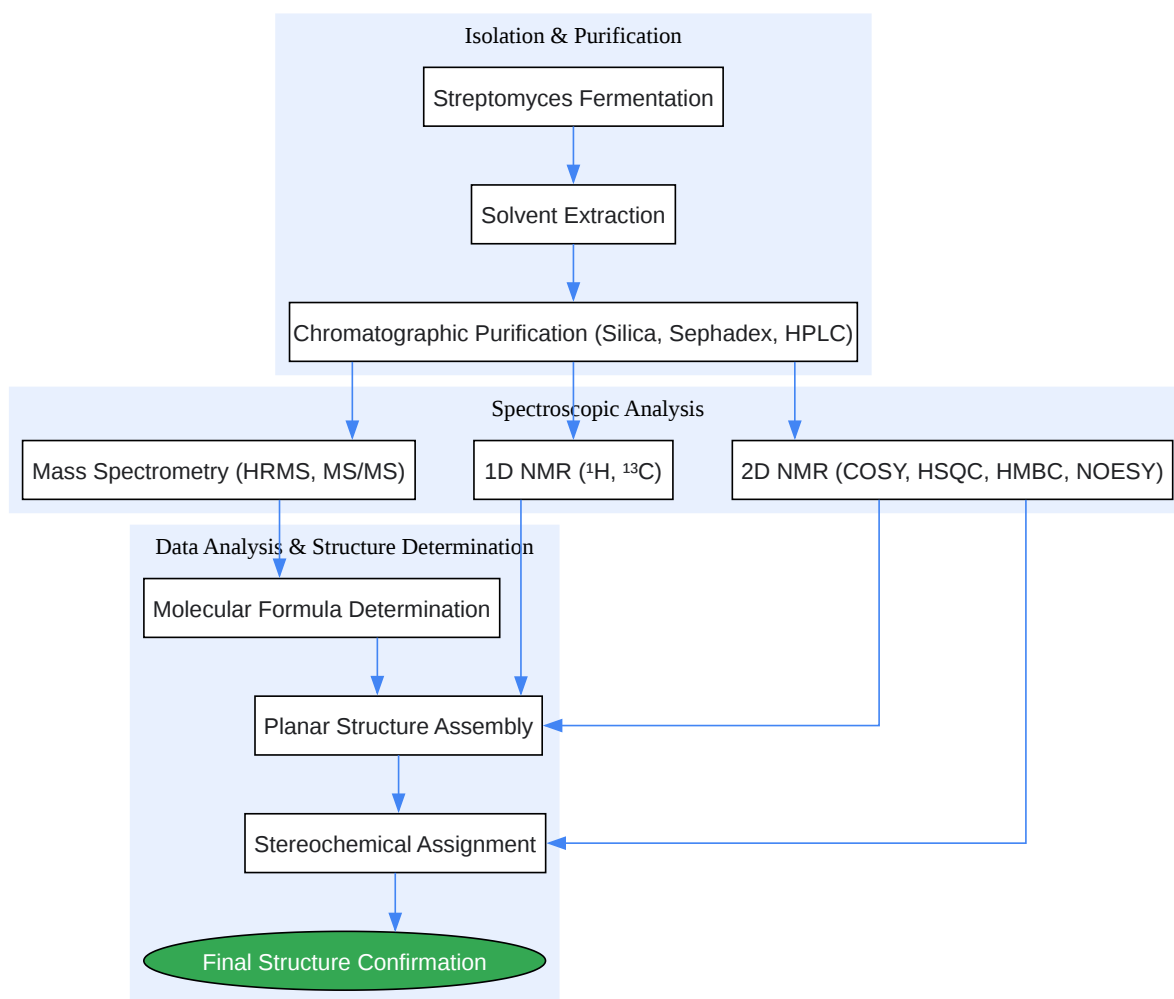 Isolation & Purification
Streptomyces Fermentation
Solvent Extraction
Chromatographic Purification (Silica, Sephadex, HPLC)
Spectroscopic Analysis
Mass Spectrometry (HRMS, MS/MS)
1D NMR (¹H, ¹³C)
2D NMR (COSY, HSQC, HMBC, NOESY)
Data Analysis & Structure Determination
Molecular Formula Determination
Planar Structure Assembly
Stereochemical Assignment
Final Structure Confirmation